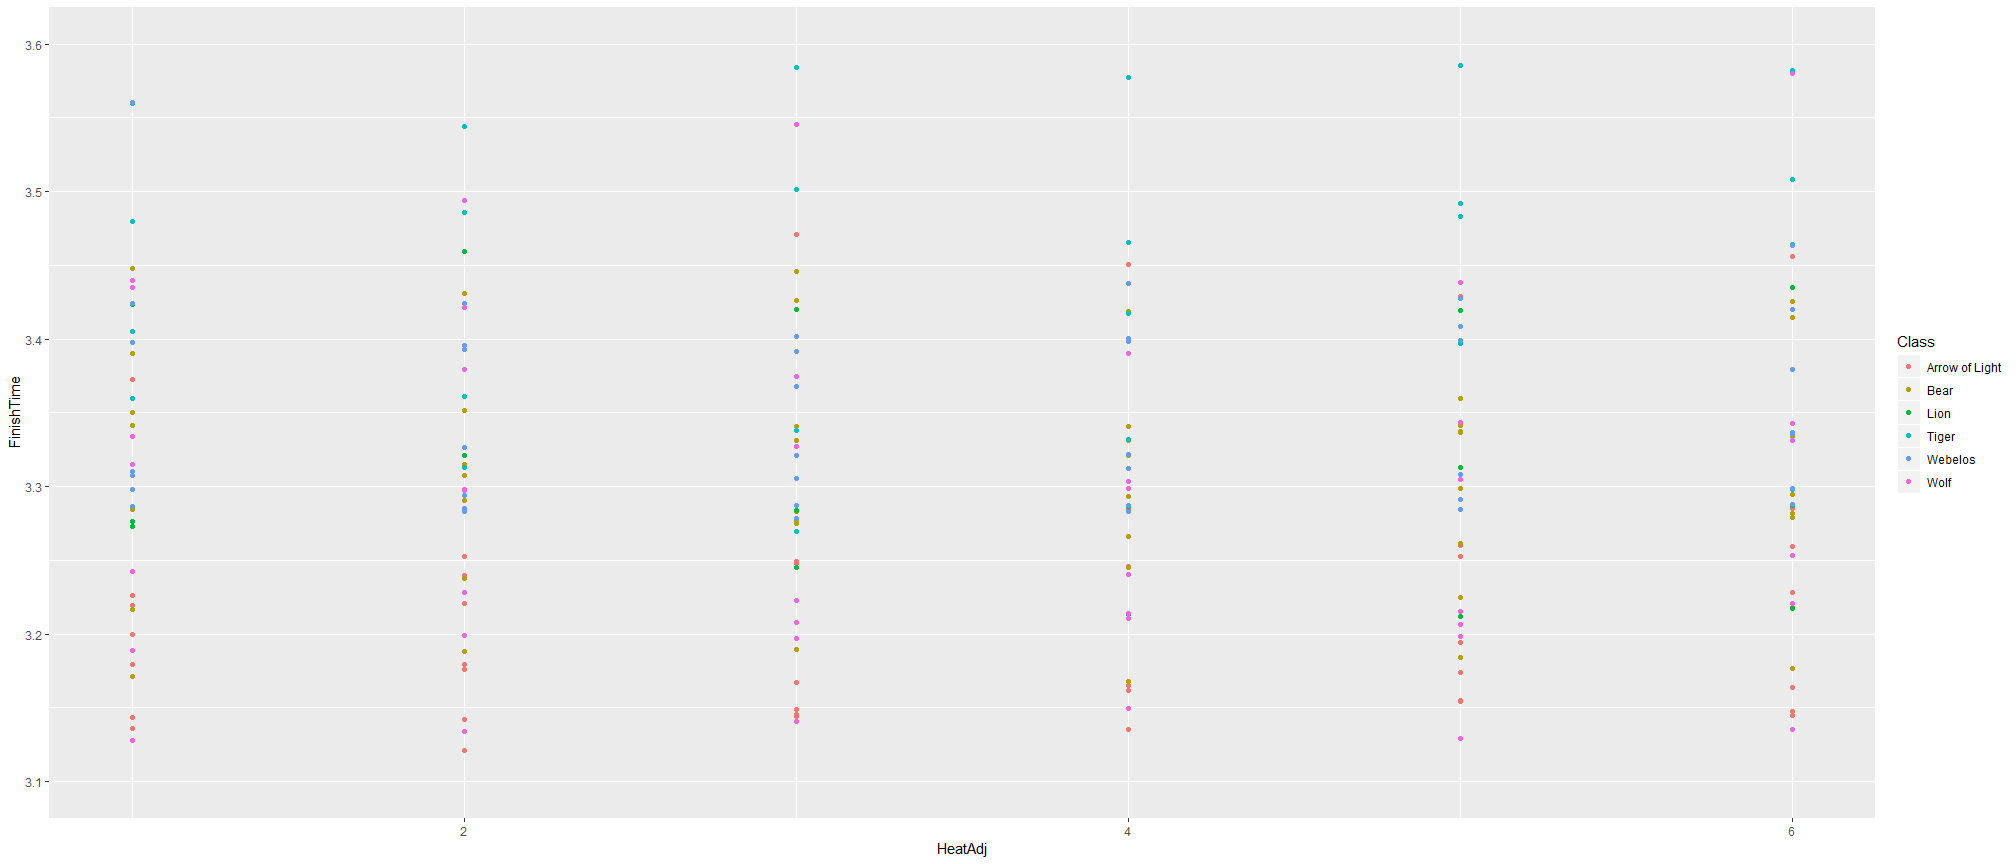 3.6
3.5
3.4
3.3
3.2
3.1
FinishTime
2
4
6
HeatAdj
Class
Arrow of Light
Bear
Lion
Tiger
Webelos
Wolf